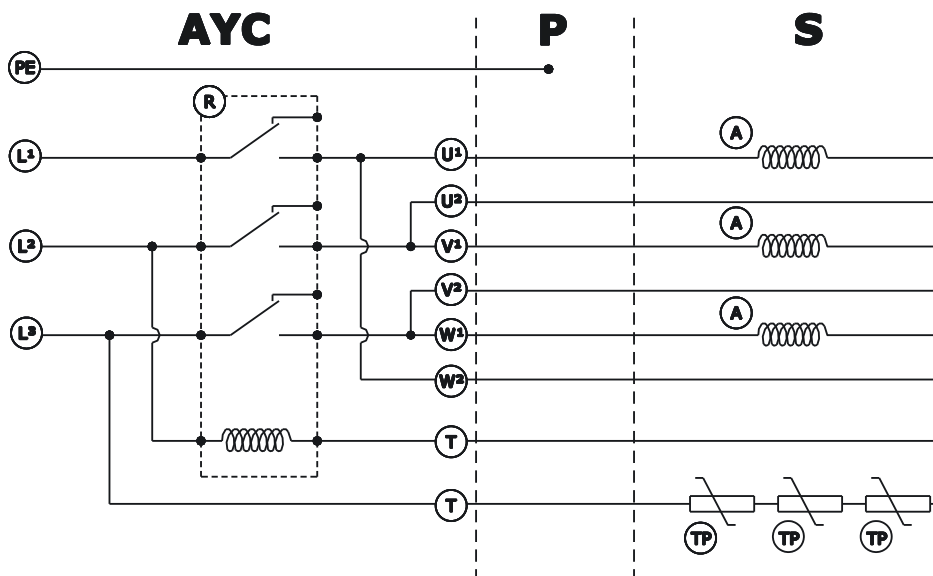 AYC P S
PE
R
L¹ U¹ A
U²
L² V¹ A
V²
L³ W¹ A
W²
T
T
TP TP TP